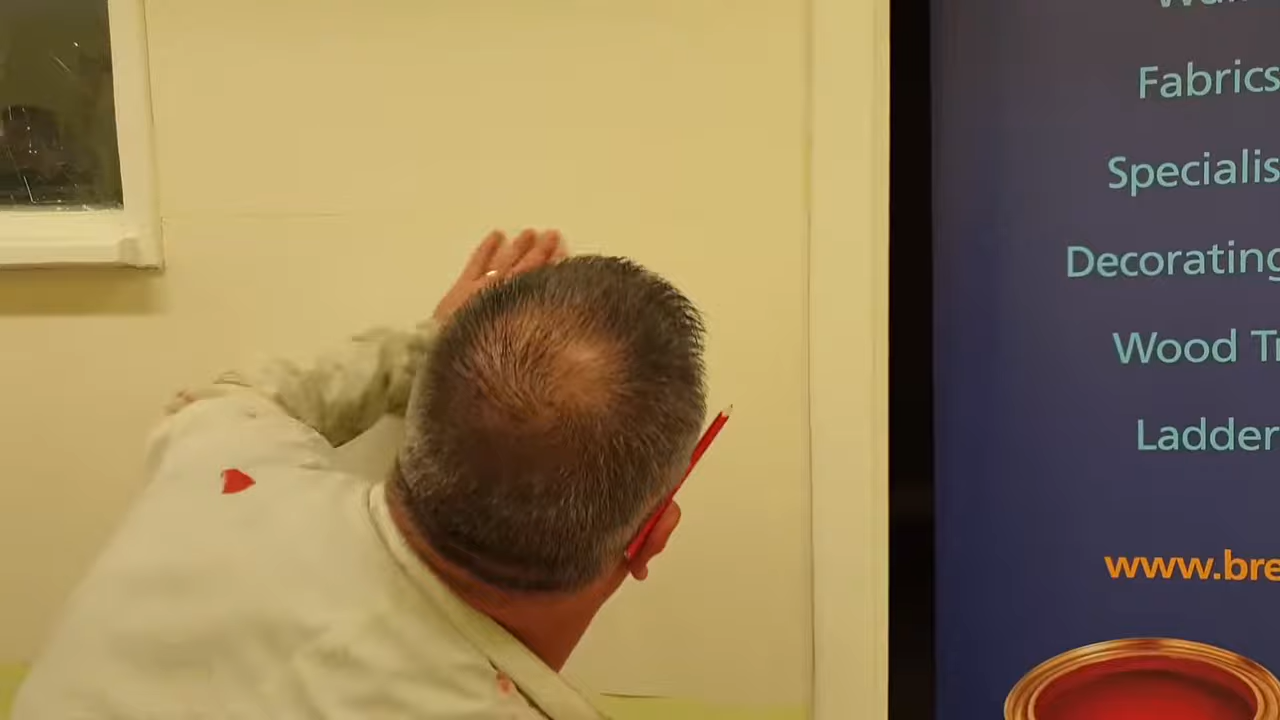 Fabrics
Specialis
Decorating
Wood Tr
Ladder
www.bre